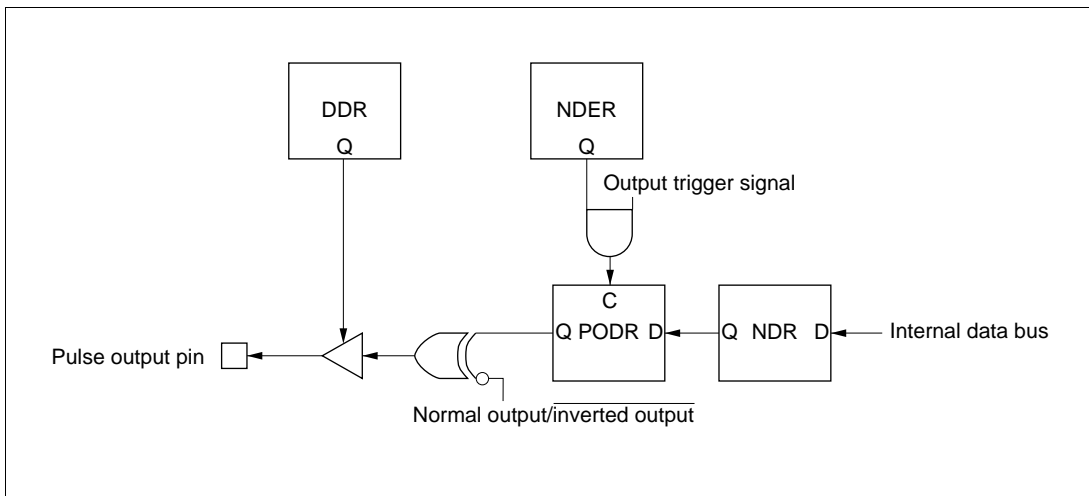 DDR
Q
NDER
Q
Output trigger signal
C
Q PODR D
Q NDR D
Internal data bus
Pulse output pin
Normal output/inverted output